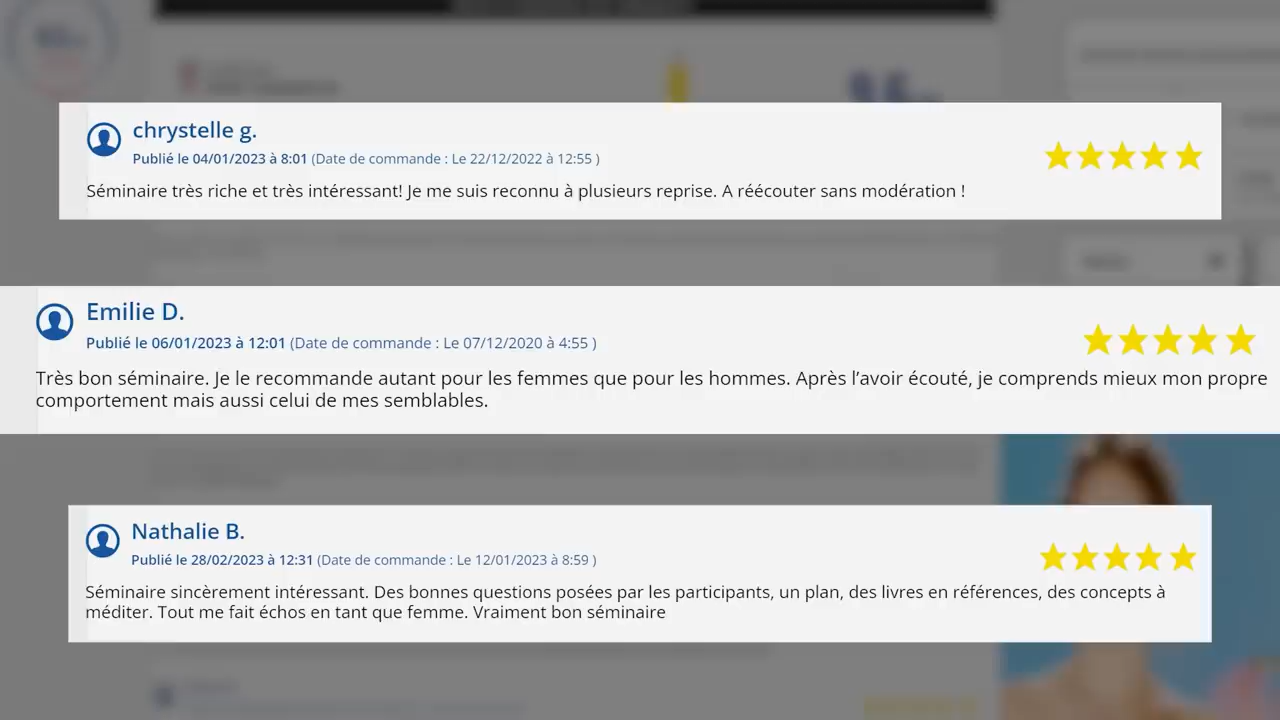 chrystelle g.
Publié le 04/01/2023 à 8:01 (Date de commande : Le 22/12/2022 à 12:55 )
Séminaire très riche et très intéressant! Je me suis reconnu à plusieurs reprise. A réécouter sans modération !
Emilie D.
Publié le 06/01/2023 à 12:01 (Date de commande : Le 07/12/2020 à 4:55 )
Très bon séminaire. Je le recommande autant pour les femmes que pour les hommes. Après l’avoir écouté, je comprends mieux mon propre
comportement mais aussi celui de mes semblables.
Nathalie B.
Publié le 28/02/2023 à 12:31 (Date de commande : Le 12/01/2023 à 8:59 )
Séminaire sincèrement intéressant. Des bonnes questions posées par les participants, un plan, des livres en références, des concepts à
méditer. Tout me fait échos en tant que femme. Vraiment bon séminaire